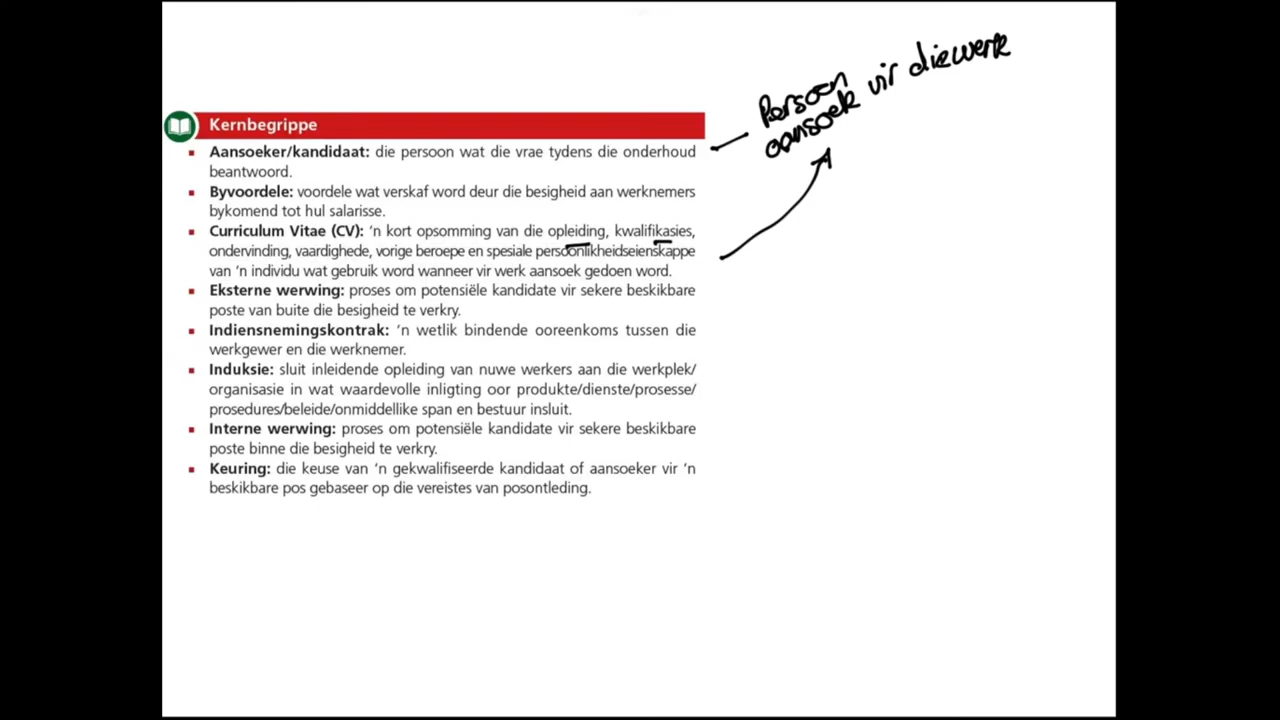 Persoen
aansoek vir die werk
Kernbegrippe
▪ Aansoeker/kandidaat: die persoon wat die vrae tydens die onderhoud
beantwoord.
▪ Byvoordele: voordele wat verskaf word deur die besigheid aan werknemers
bykomend tot hul salarisse.
▪ Curriculum Vitae (CV): 'n kort opsomming van die opleiding, kwalifikasies,
ondervinding, vaardighede, vorige beroepe en spesiale persoonlikheidseienskappe
van 'n individu wat gebruik word wanneer vir werk aansoek gedoen word.
▪ Eksterne werwing: proses om potensiële kandidate vir sekere beskikbare
poste van buite die besigheid te verkry.
▪ Indiensnemingskontrak: 'n wetlik bindende ooreenkoms tussen die
werkgewer en die werknemer.
▪ Induksie: sluit inleidende opleiding van nuwe werkers aan die werkplek/
organisasie in wat waardevolle inligting oor produkte/dienste/prosesse/
prosedures/beleide/onmiddellike span en bestuur insluit.
▪ Interne werwing: proses om potensiële kandidate vir sekere beskikbare
poste binne die besigheid te verkry.
▪ Keuring: die keuse van 'n gekwalifiseerde kandidaat of aansoeker vir 'n
beskikbare pos gebaseer op die vereistes van posontleding.